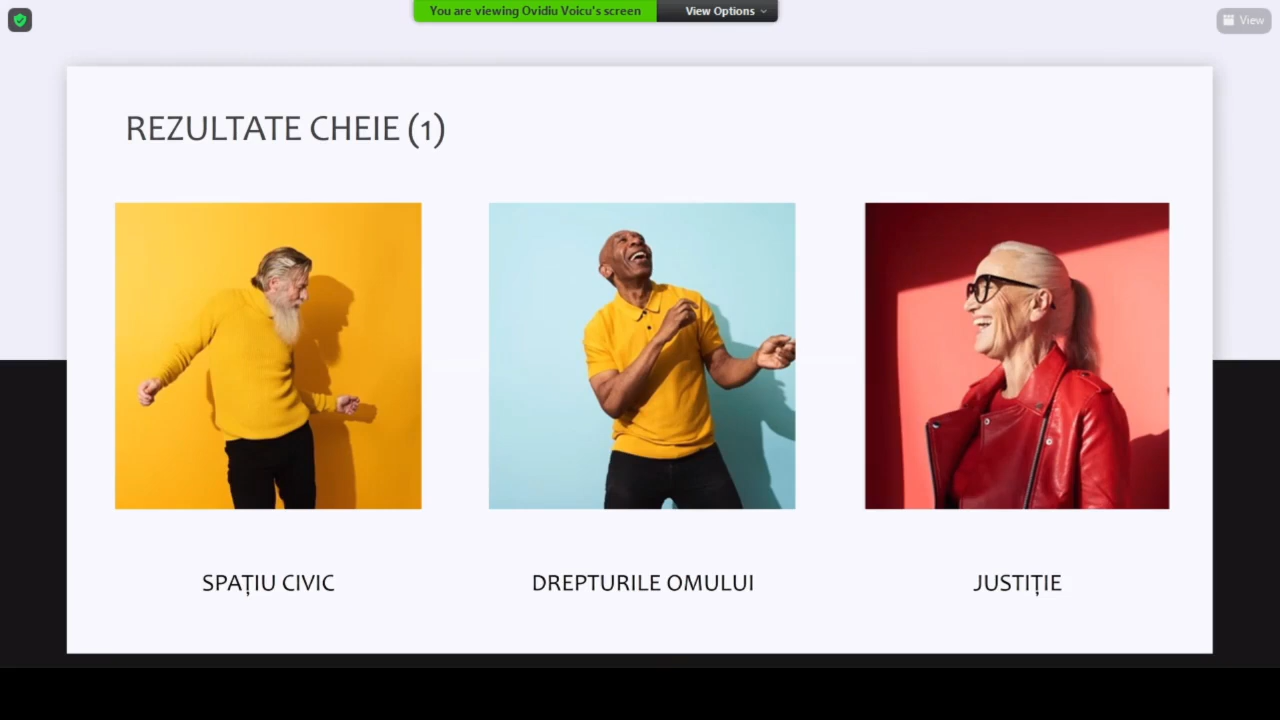 You are viewing Ovidiu Voicu's screen
View Options
View
REZULTATE CHEIE (1)
SPAȚIU CIVIC
DREPTURILE OMULUI
JUSTIȚIE